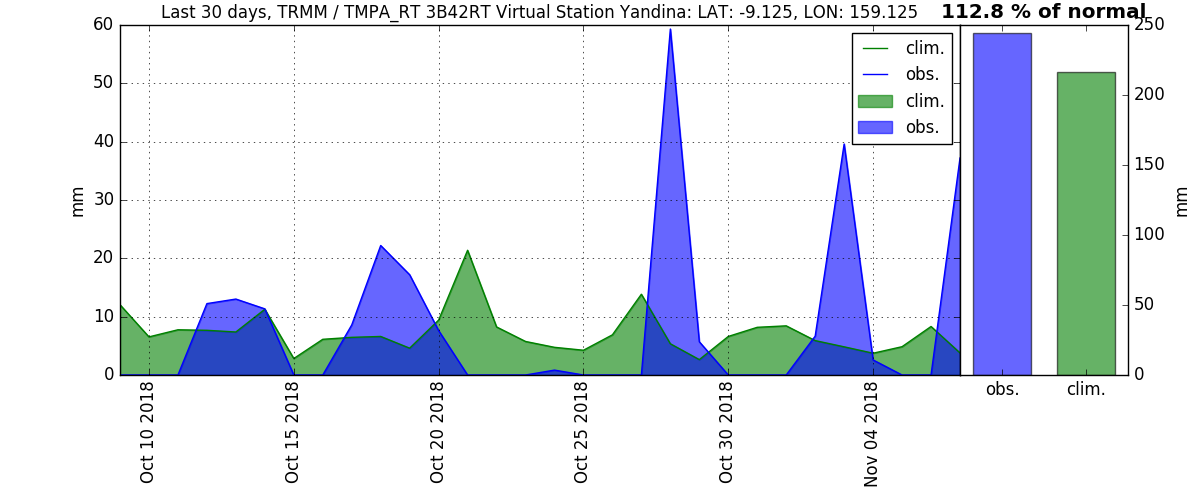 Last 30 days, TRMM / TMPA_RT 3B42RT Virtual Station Yandina: LAT: -9.125, LON: 159.125
112.8 % of normal
60
50
40
30
20
10
0
mm
clim.
obs.
clim.
obs.
Oct 10 2018
Oct 15 2018
Oct 20 2018
Oct 25 2018
Oct 30 2018
Nov 04 2018
250
200
150
100
50
0
mm
obs.
clim.